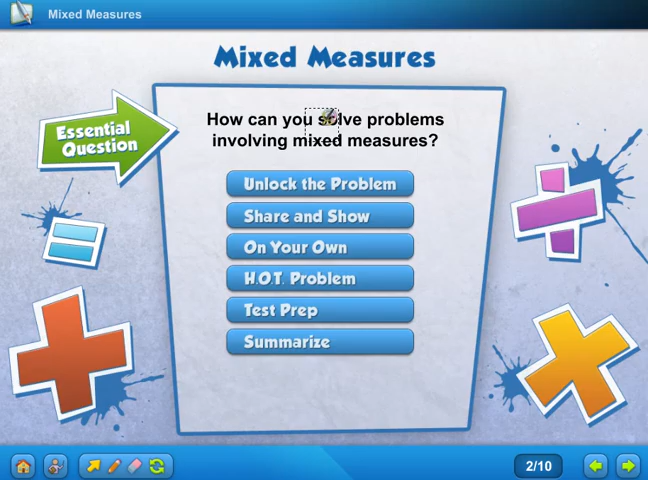 Mixed Measures
Mixed Measures
Essential
Question
How can you solve problems
involving mixed measures?
Unlock the Problem
Share and Show
On Your Own
H.O.T. Problem
Test Prep
Summarize
2/10